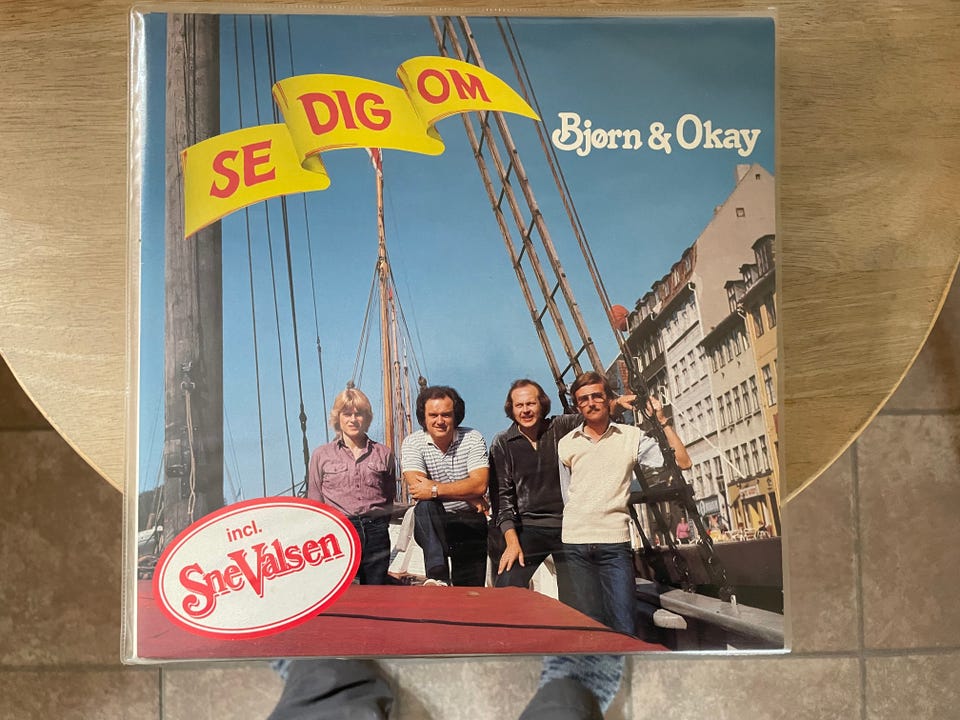 SE DIG OM
Bjørn & Okay
incl.
SneValsen